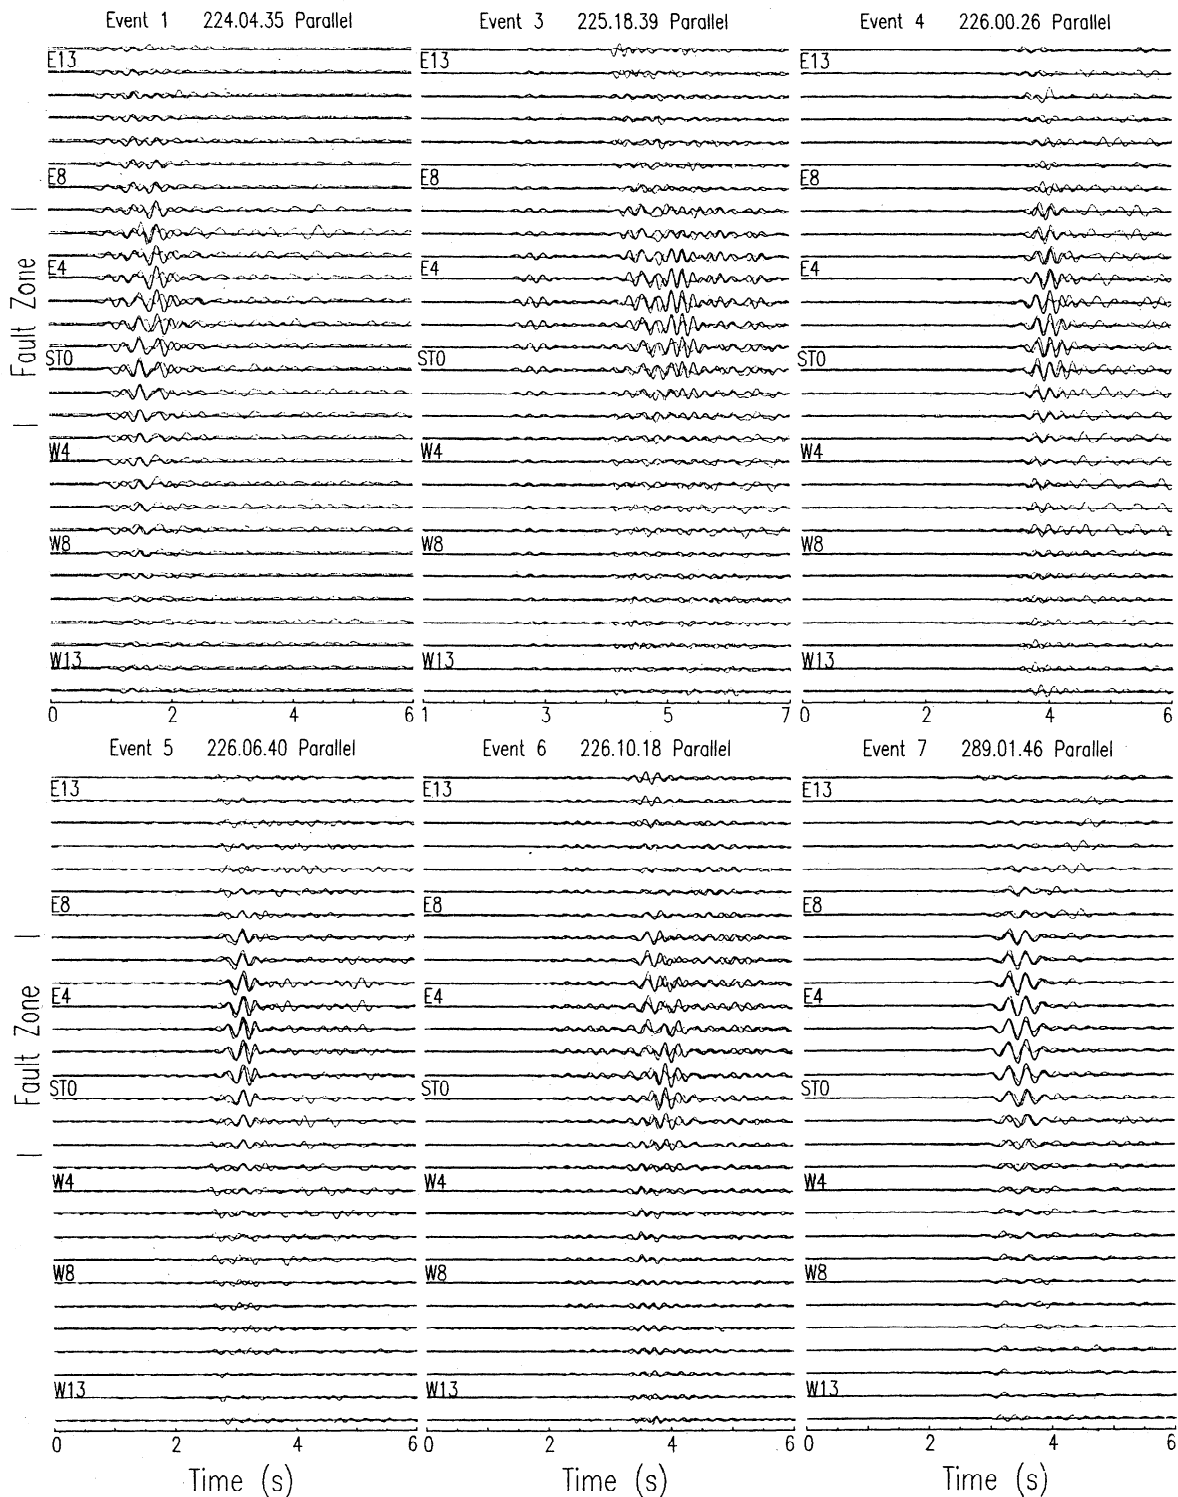 Event 1 224.04.35 Parallel
Event 3 225.18.39 Parallel
Event 4 226.00.26 Parallel
E13
E8
E4
ST0
W4
W8
W13
E13
E8
E4
ST0
W4
W8
W13
E13
E8
E4
ST0
W4
W8
W13
Fault Zone
0 2 4 6
1 3 5 7
0 2 4 6
Event 5 226.06.40 Parallel
Event 6 226.10.18 Parallel
Event 7 289.01.46 Parallel
E13
E8
E4
ST0
W4
W8
W13
E13
E8
E4
ST0
W4
W8
W13
E13
E8
E4
ST0
W4
W8
W13
Fault Zone
0 2 4 6
0 2 4 6
0 2 4 6
Time (s)
Time (s)
Time (s)